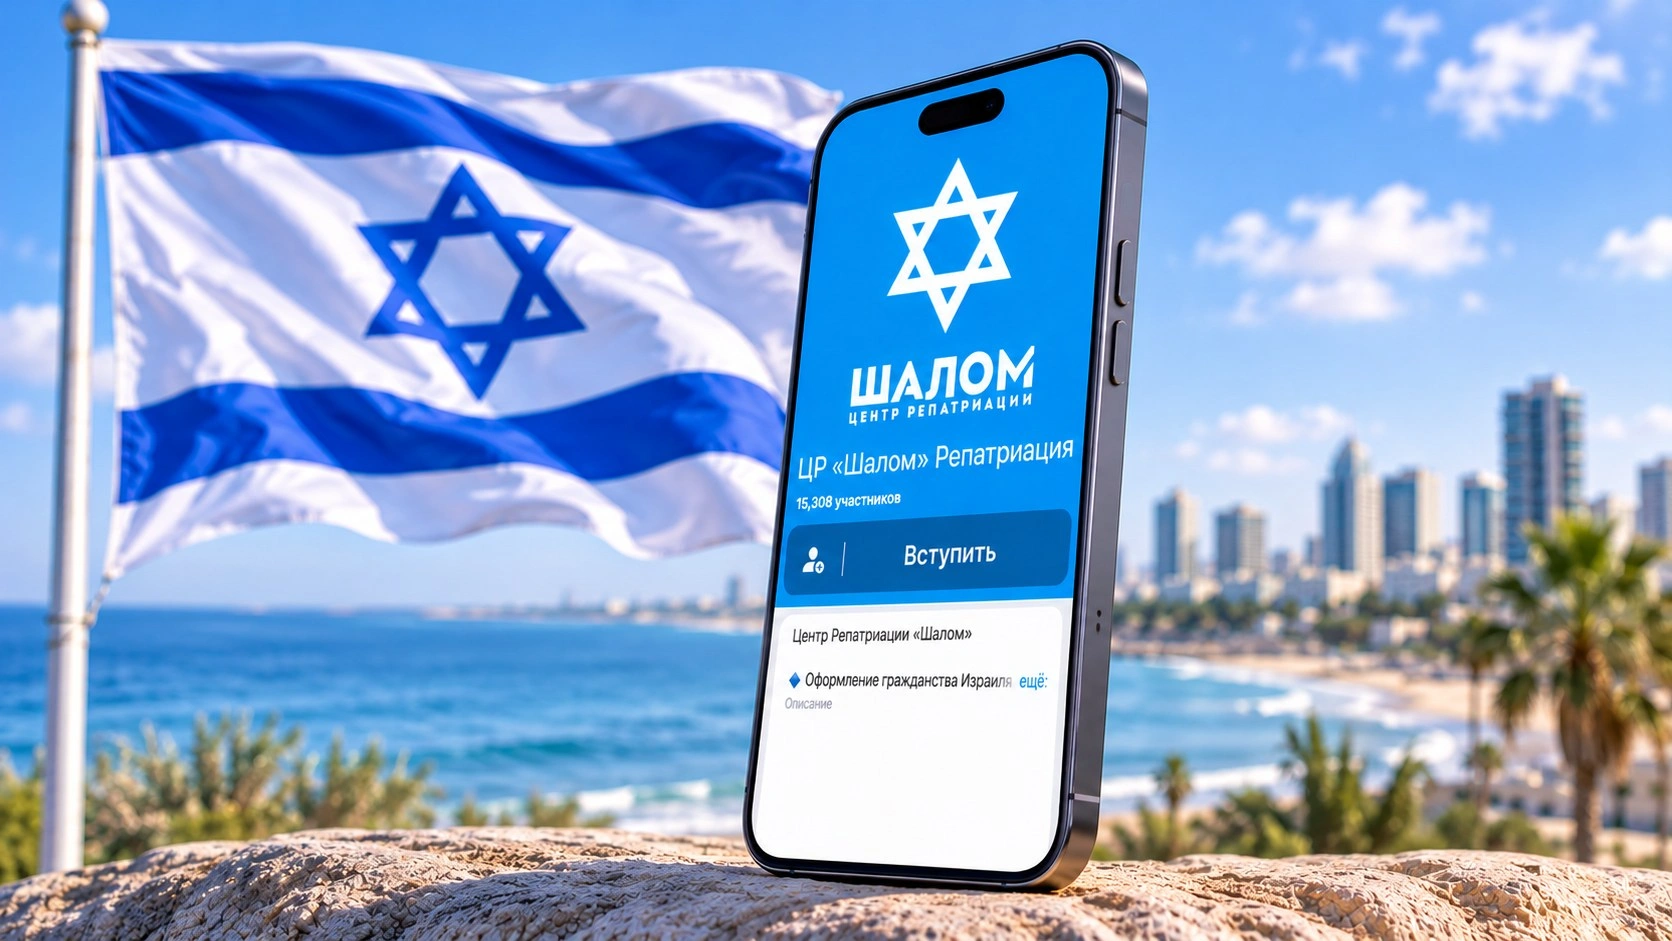 ШАЛОМ
ЦЕНТР РЕПАТРИАЦИИ
ЦР «Шалом» Репатриация
15,308 участников
Вступить
Центр Репатриации «Шалом»
Оформление гражданства Израиля ещё:
Описание